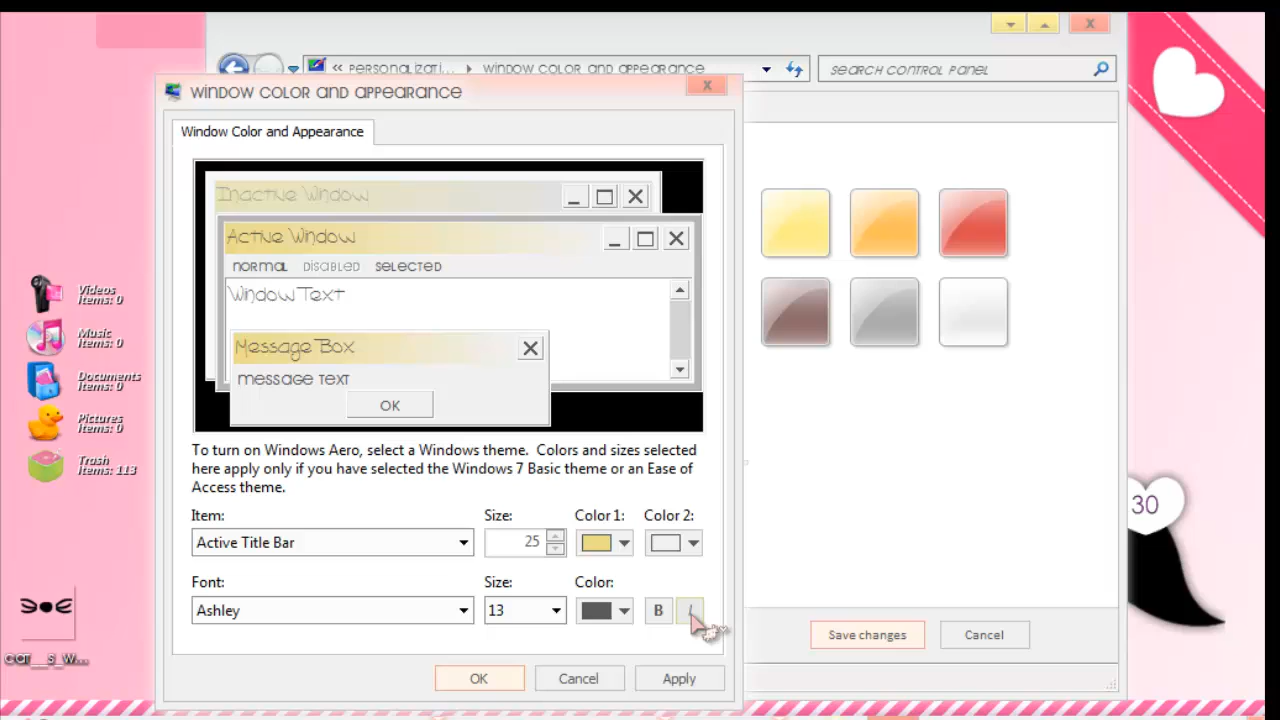 « personalizati... ▸ window color and appearance
search control panel
window color and appearance
Window Color and Appearance
Inactive Window
Active Window
normal disabled selected
Window Text
Message Box
message text
OK
To turn on Windows Aero, select a Windows theme. Colors and sizes selected
here apply only if you have selected the Windows 7 Basic theme or an Ease of
Access theme.
Item: Size: Color 1: Color 2:
Active Title Bar 25
Font: Size: Color:
Ashley 13 B I
OK Cancel Apply
Save changes Cancel
Videos
Items: 0
Music
Items: 0
Documents
Items: 0
Pictures
Items: 0
Trash
Items: 113
car__s_w...
30